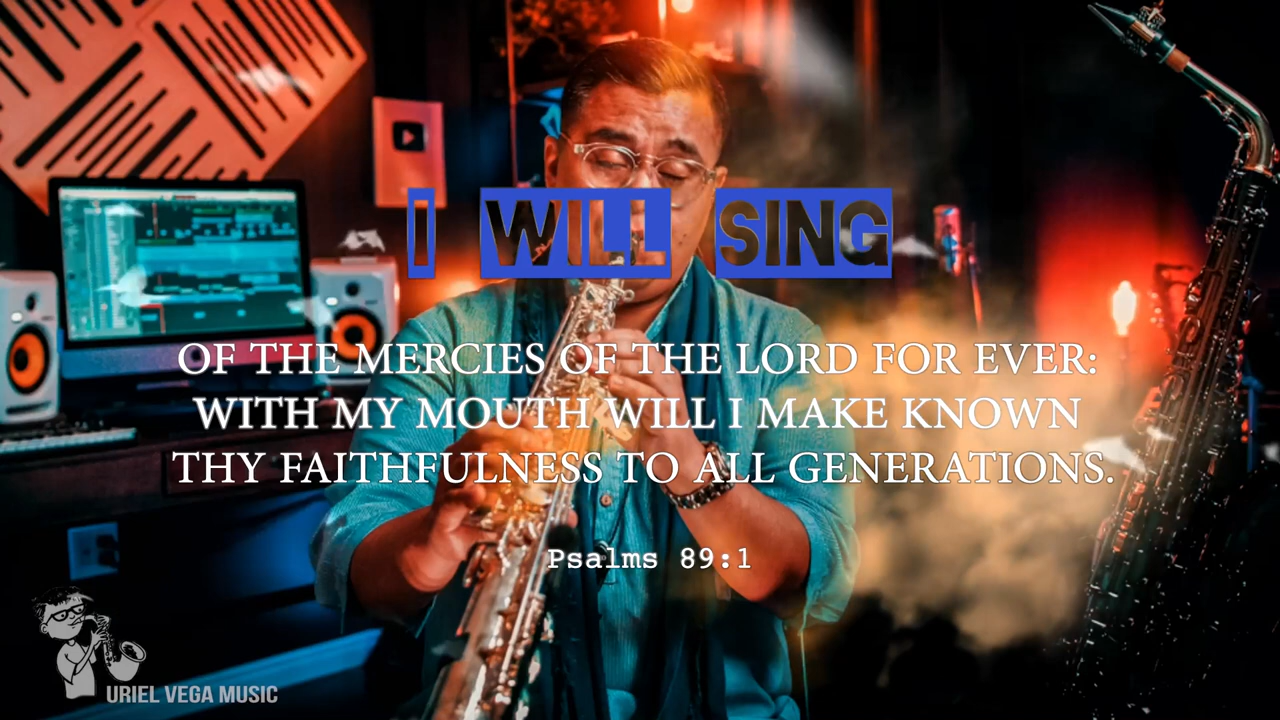 I WILL SING
OF THE MERCIES OF THE LORD FOR EVER:
WITH MY MOUTH WILL I MAKE KNOWN
THY FAITHFULNESS TO ALL GENERATIONS.
Psalms 89:1
URIEL VEGA MUSIC